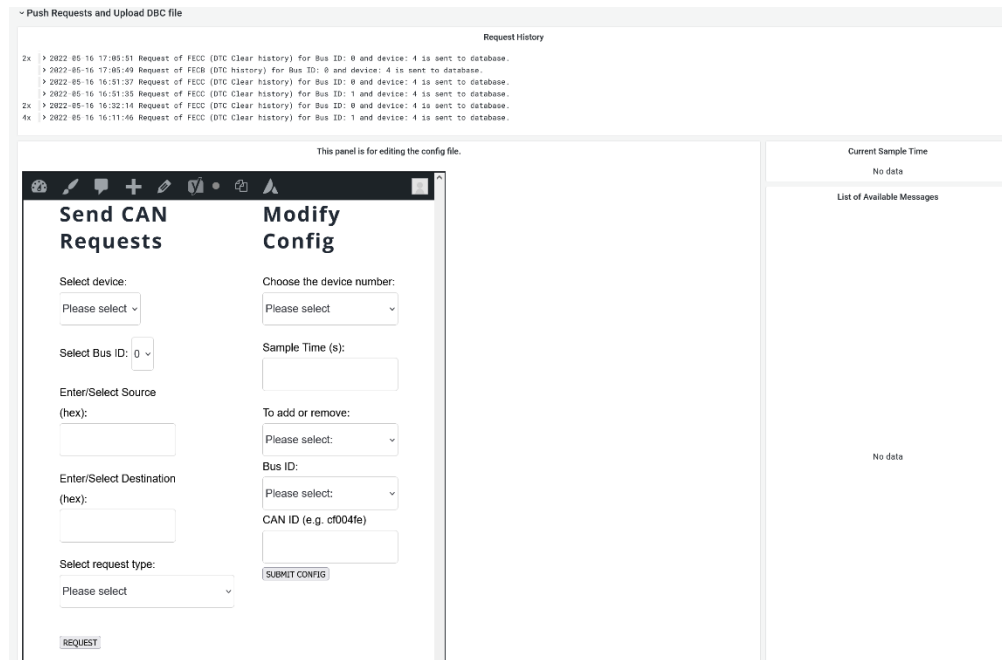 Push Requests and Upload DBC file
Request History
2x > 2022-05-16 17:05:51 Request of FECC (DTC Clear history) for Bus ID: 0 and device: 4 is sent to database.
> 2022-05-16 17:05:49 Request of FECB (DTC history) for Bus ID: 0 and device: 4 is sent to database.
> 2022-05-16 16:51:37 Request of FECC (DTC Clear history) for Bus ID: 0 and device: 4 is sent to database.
> 2022-05-16 16:51:35 Request of FECC (DTC Clear history) for Bus ID: 1 and device: 4 is sent to database.
2x > 2022-05-16 16:32:14 Request of FECC (DTC Clear history) for Bus ID: 0 and device: 4 is sent to database.
4x > 2022-05-16 16:11:46 Request of FECC (DTC Clear history) for Bus ID: 1 and device: 4 is sent to database.
This panel is for editing the config file.
Send CAN
Requests
Select device:
Please select
Select Bus ID: 0
Enter/Select Source
(hex):
Enter/Select Destination
(hex):
Select request type:
Please select
REQUEST
Modify
Config
Choose the device number:
Please select
Sample Time (s):
To add or remove:
Please select:
Bus ID:
Please select:
CAN ID (e.g. cf004fe)
SUBMIT CONFIG
Current Sample Time
No data
List of Available Messages
No data